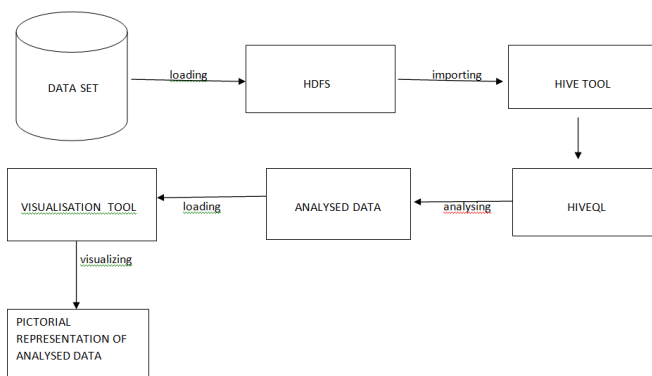 DATA SET
loading
HDFS
importing
HIVE TOOL
HIVEQL
analysing
ANALYSED DATA
loading
VISUALISATION TOOL
visualizing
PICTORIAL
REPRESENTATION OF
ANALYSED DATA